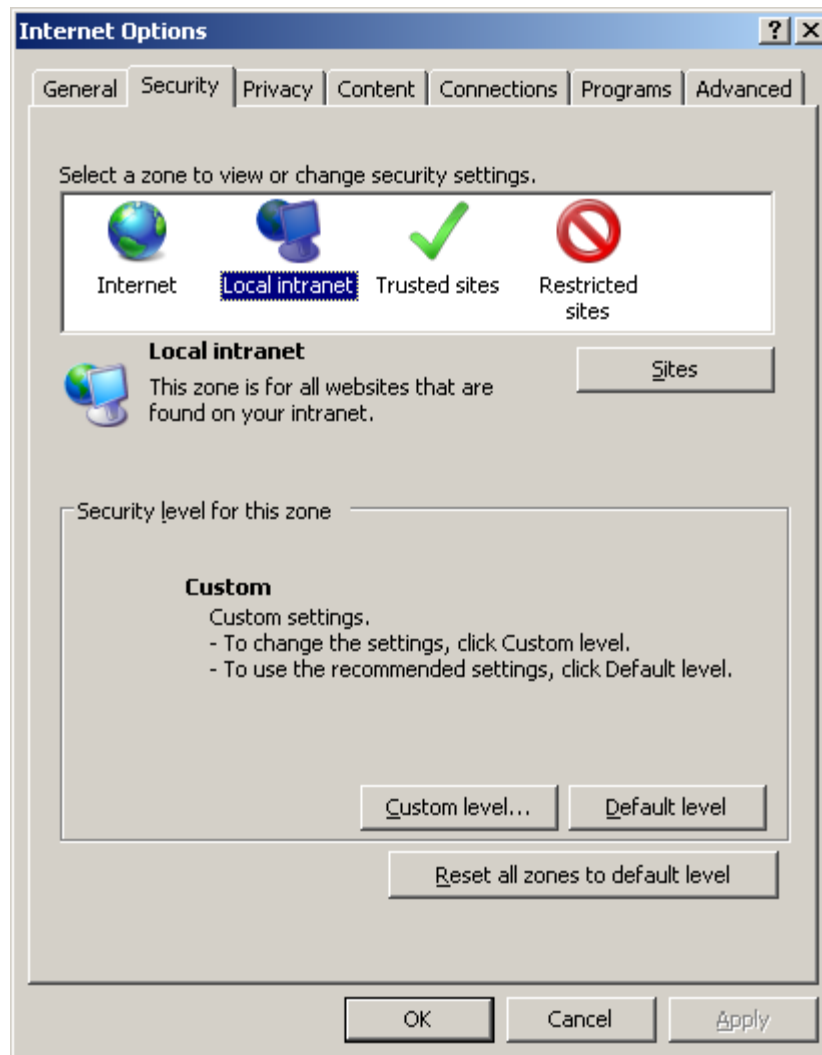 Internet Options
General Security Privacy Content Connections Programs Advanced
Select a zone to view or change security settings.
Internet Local intranet Trusted sites Restricted
sites
Local intranet
Sites
This zone is for all websites that are
found on your intranet.
Security level for this zone
Custom
Custom settings.
- To change the settings, click Custom level.
- To use the recommended settings, click Default level.
Custom level... Default level
Reset all zones to default level
OK Cancel Apply